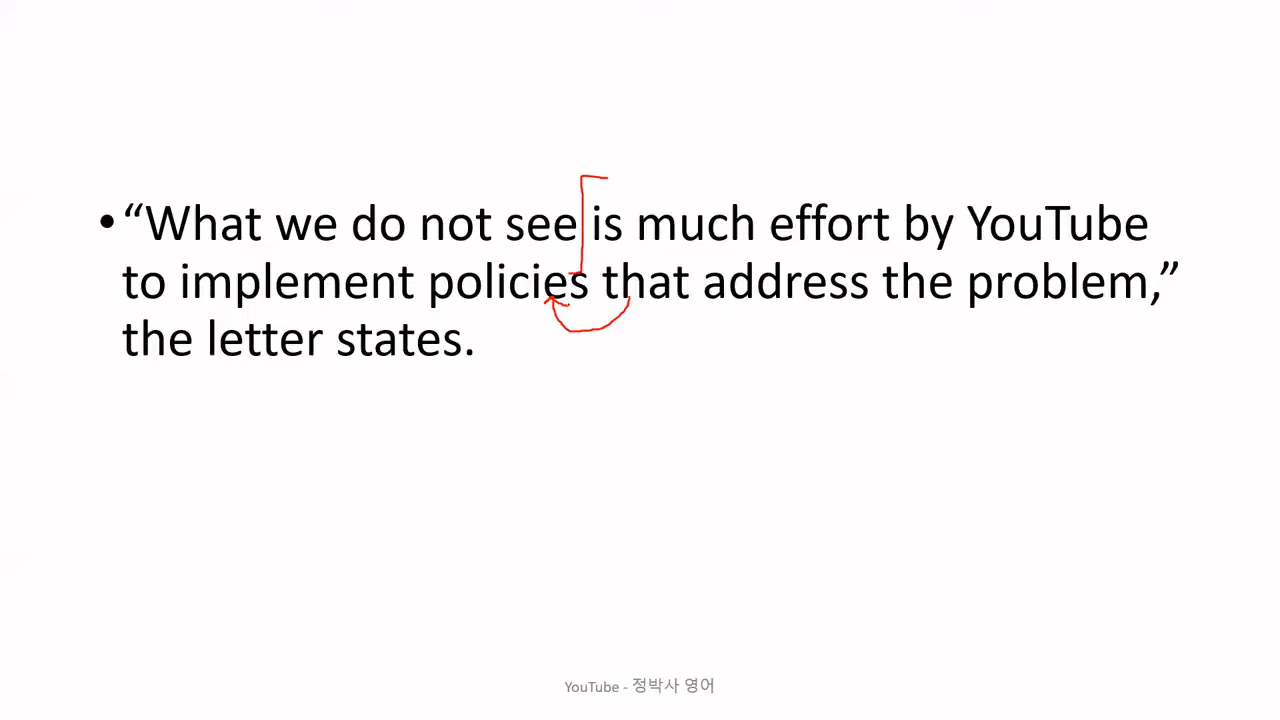 • “What we do not see is much effort by YouTube
to implement policies that address the problem,”
the letter states.
YouTube - 정박사 영어